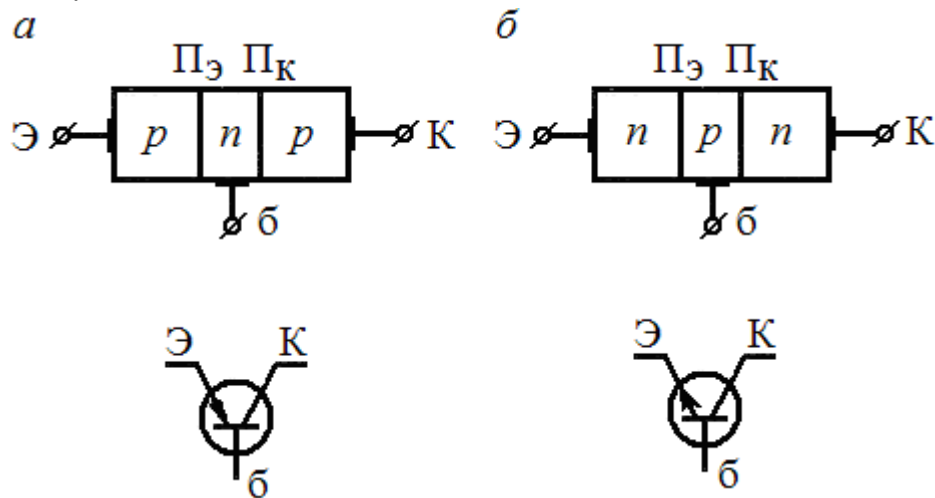 а б
Пэ Пк Пэ Пк
Э p n p К Э n p n К
б б
Э К Э К
б б